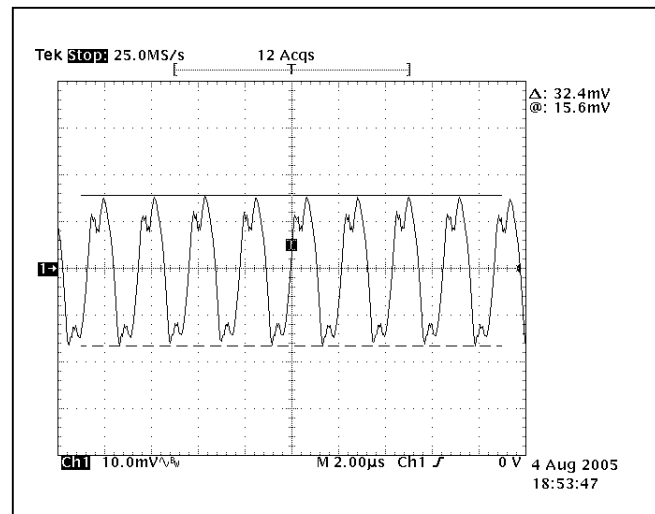 Tek Stop: 25.0MS/s 12 Acqs
T
Δ: 32.4mV
@: 15.6mV
T
1→
Ch1 10.0mV∿BW M 2.00µs Ch1 ƒ 0 V
4 Aug 2005
18:53:47